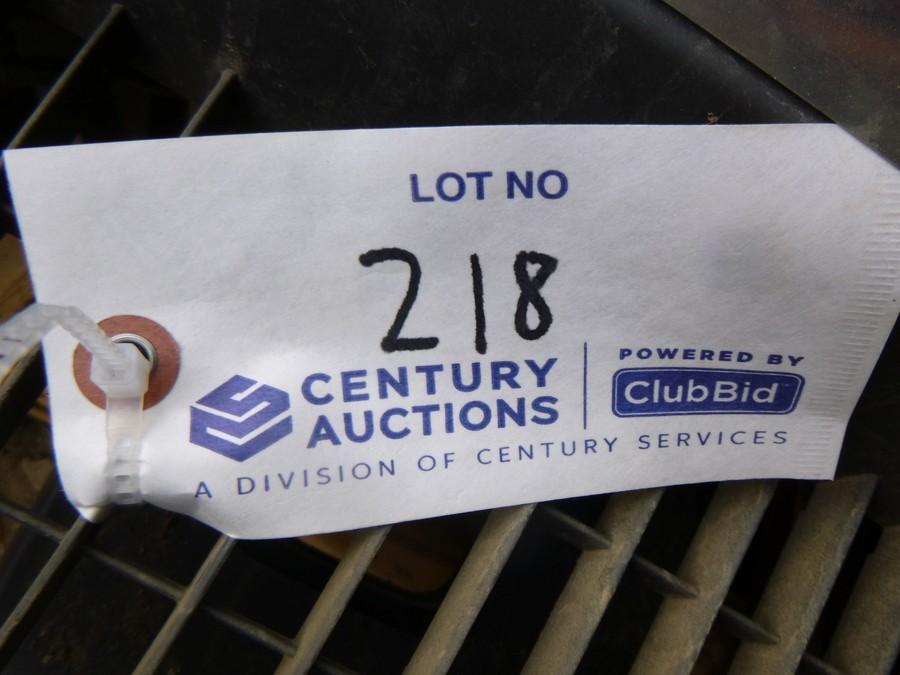 LOT NO
218
CENTURY AUCTIONS
POWERED BY
ClubBid
A DIVISION OF CENTURY SERVICES